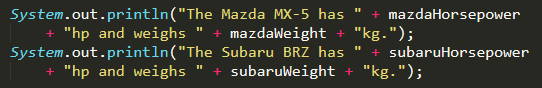 System.out.println("The Mazda MX-5 has " + mazdaHorsepower
+ "hp and weighs " + mazdaWeight + "kg.");
System.out.println("The Subaru BRZ has " + subaruHorsepower
+ "hp and weighs " + subaruWeight + "kg.");